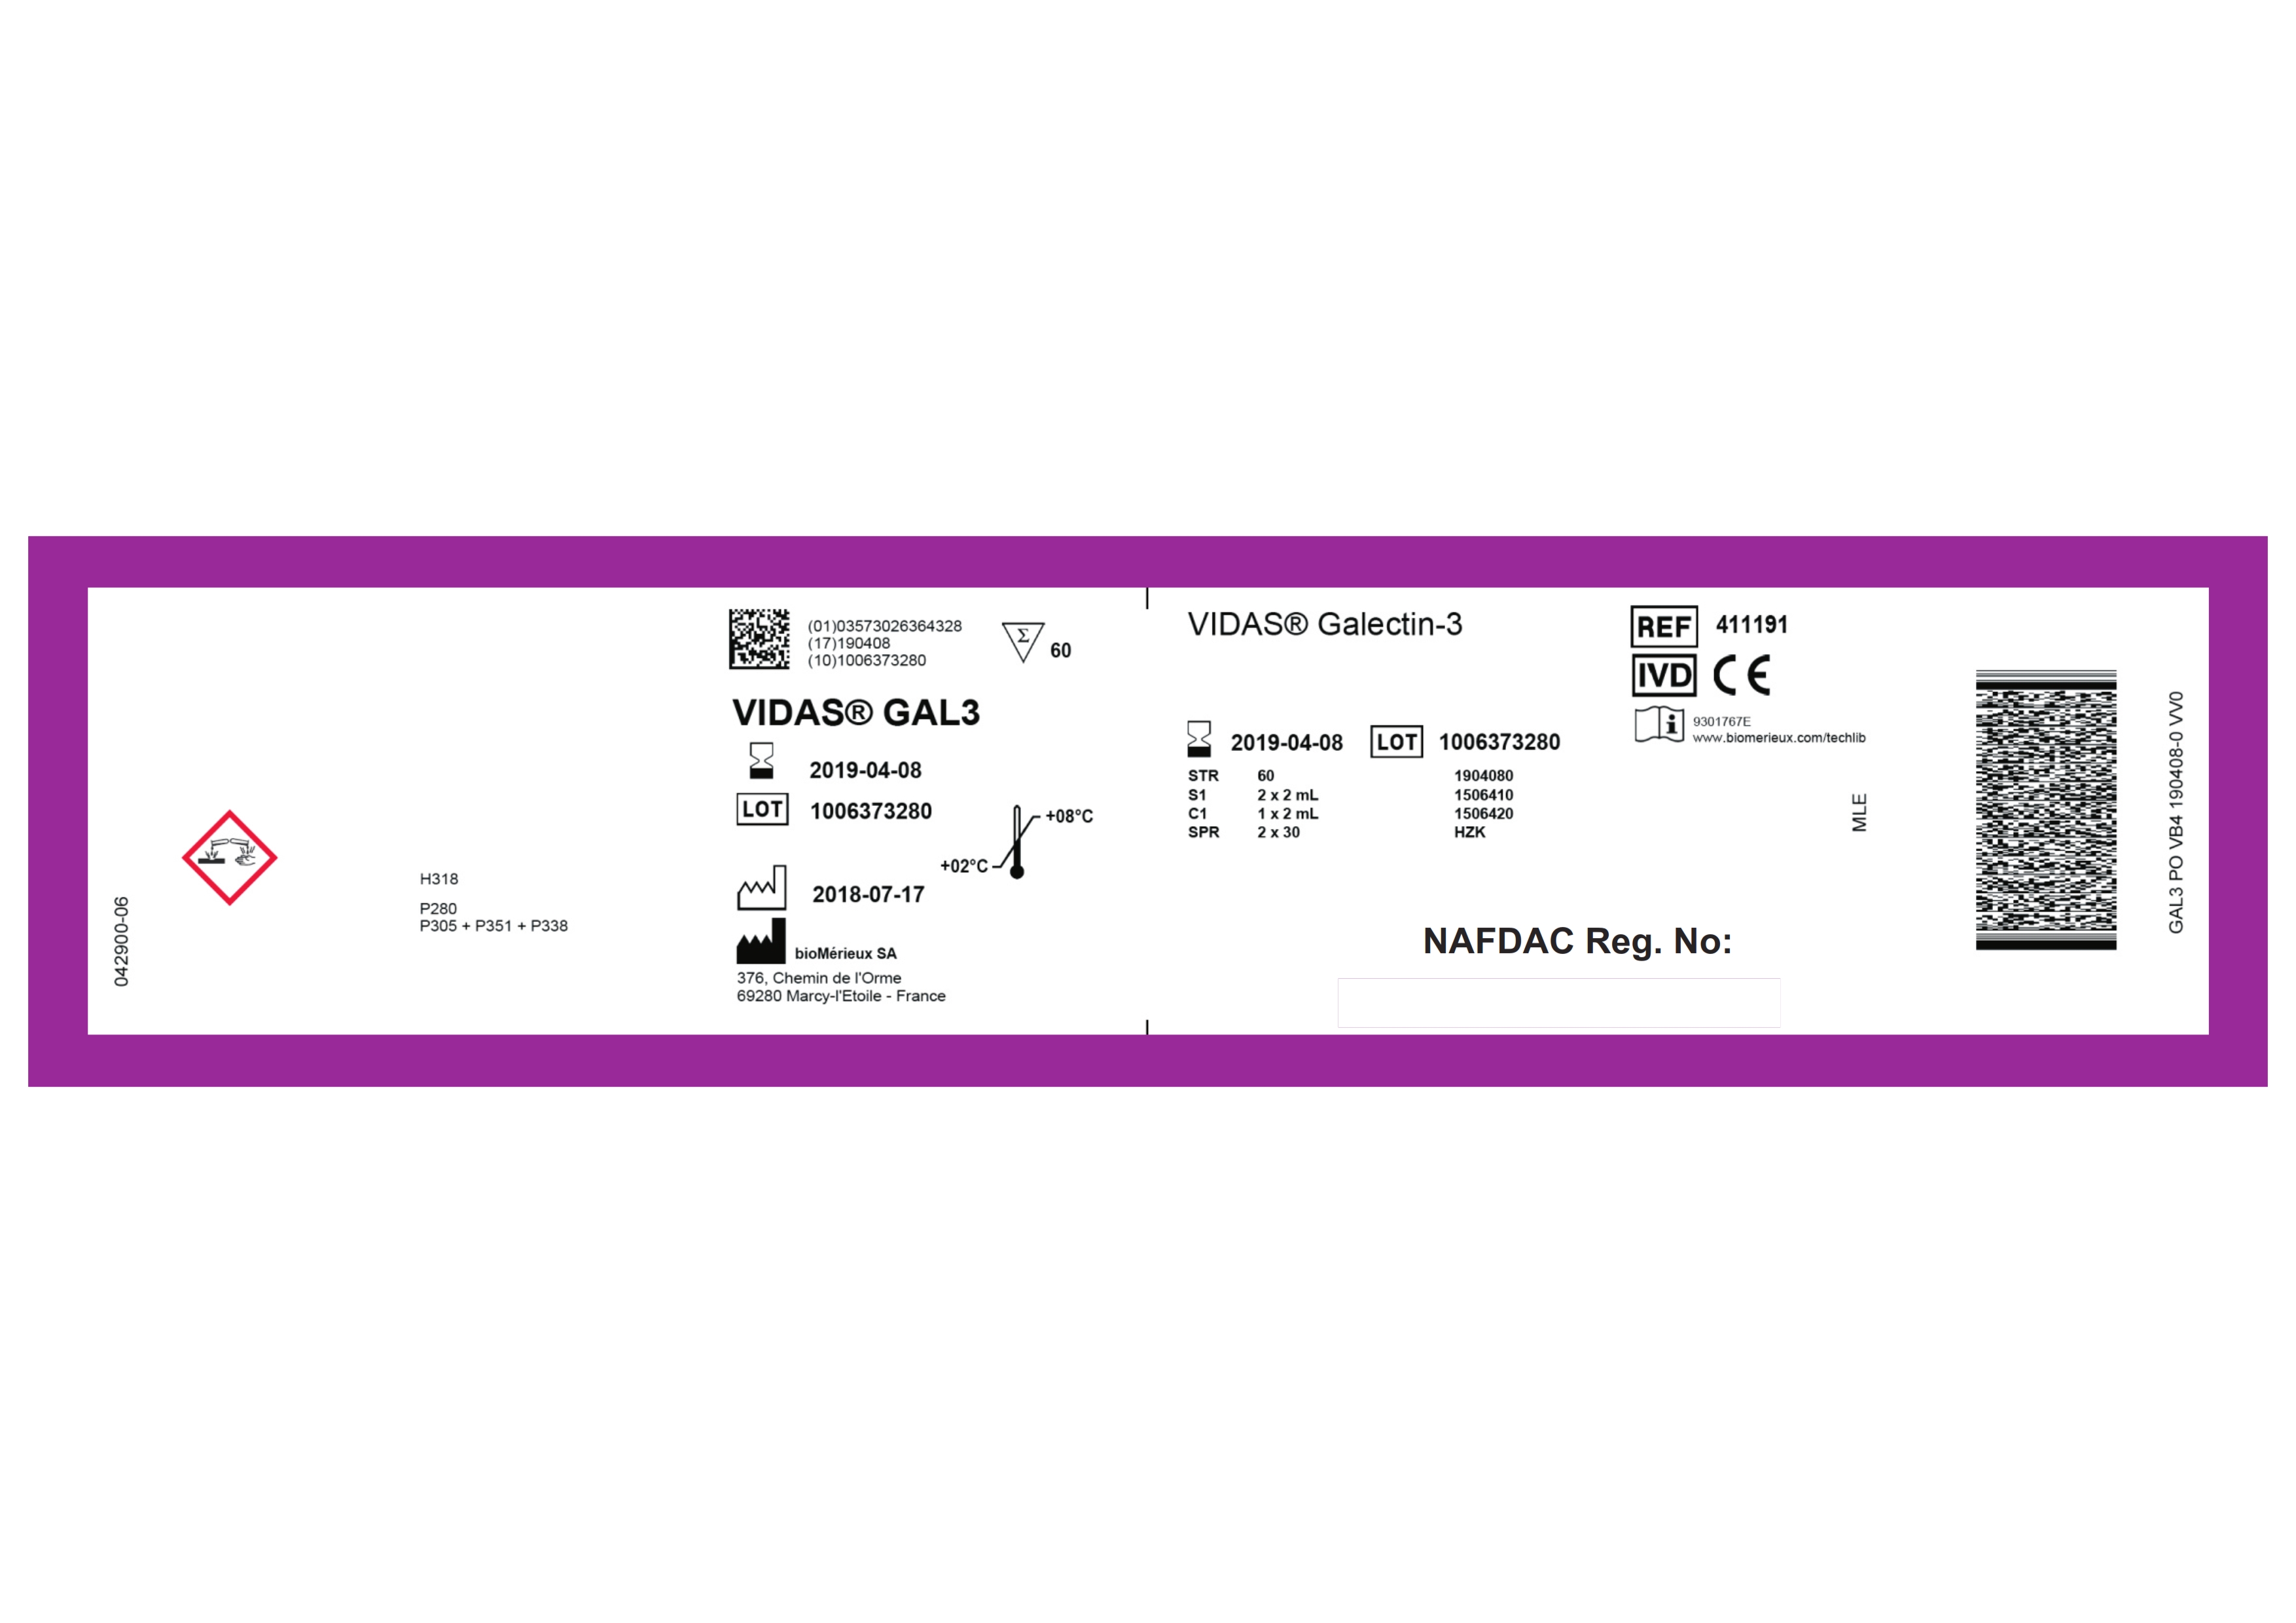 042900-06
H318
P280
P305 + P351 + P338
(01)03573026364328
(17)190408
(10)1006373280
Σ
60
VIDAS® GAL3
2019-04-08
LOT 1006373280
+08°C
+02°C
2018-07-17
bioMérieux SA
376, Chemin de l'Orme
69280 Marcy-l'Etoile - France
VIDAS® Galectin-3
2019-04-08 LOT 1006373280
STR 60 1904080
S1 2 x 2 mL 1506410
C1 1 x 2 mL 1506420
SPR 2 x 30 HZK
NAFDAC Reg. No:
REF 411191
IVD CE
i 9301767E
www.biomerieux.com/techlib
MLE
GAL3 PO VB4 190408-0 VV0